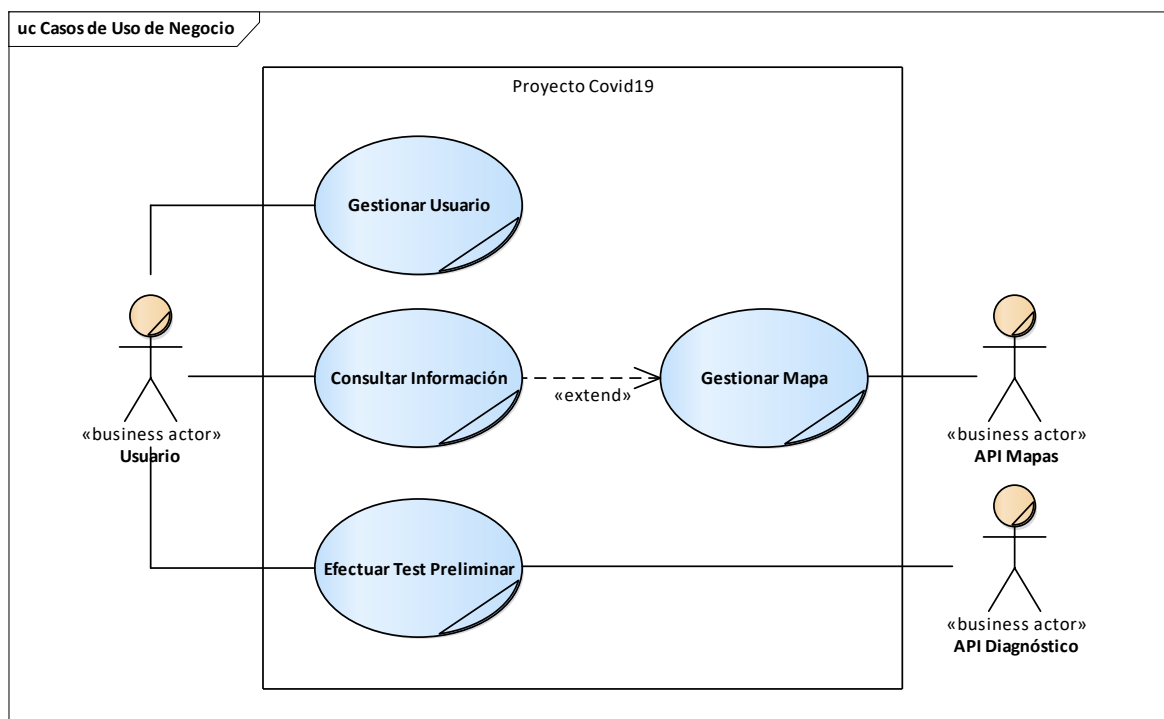 uc Casos de Uso de Negocio
Proyecto Covid19
Gestionar Usuario
Consultar Información
«extend»
Gestionar Mapa
«business actor»
Usuario
«business actor»
API Mapas
Efectuar Test Preliminar
«business actor»
API Diagnóstico